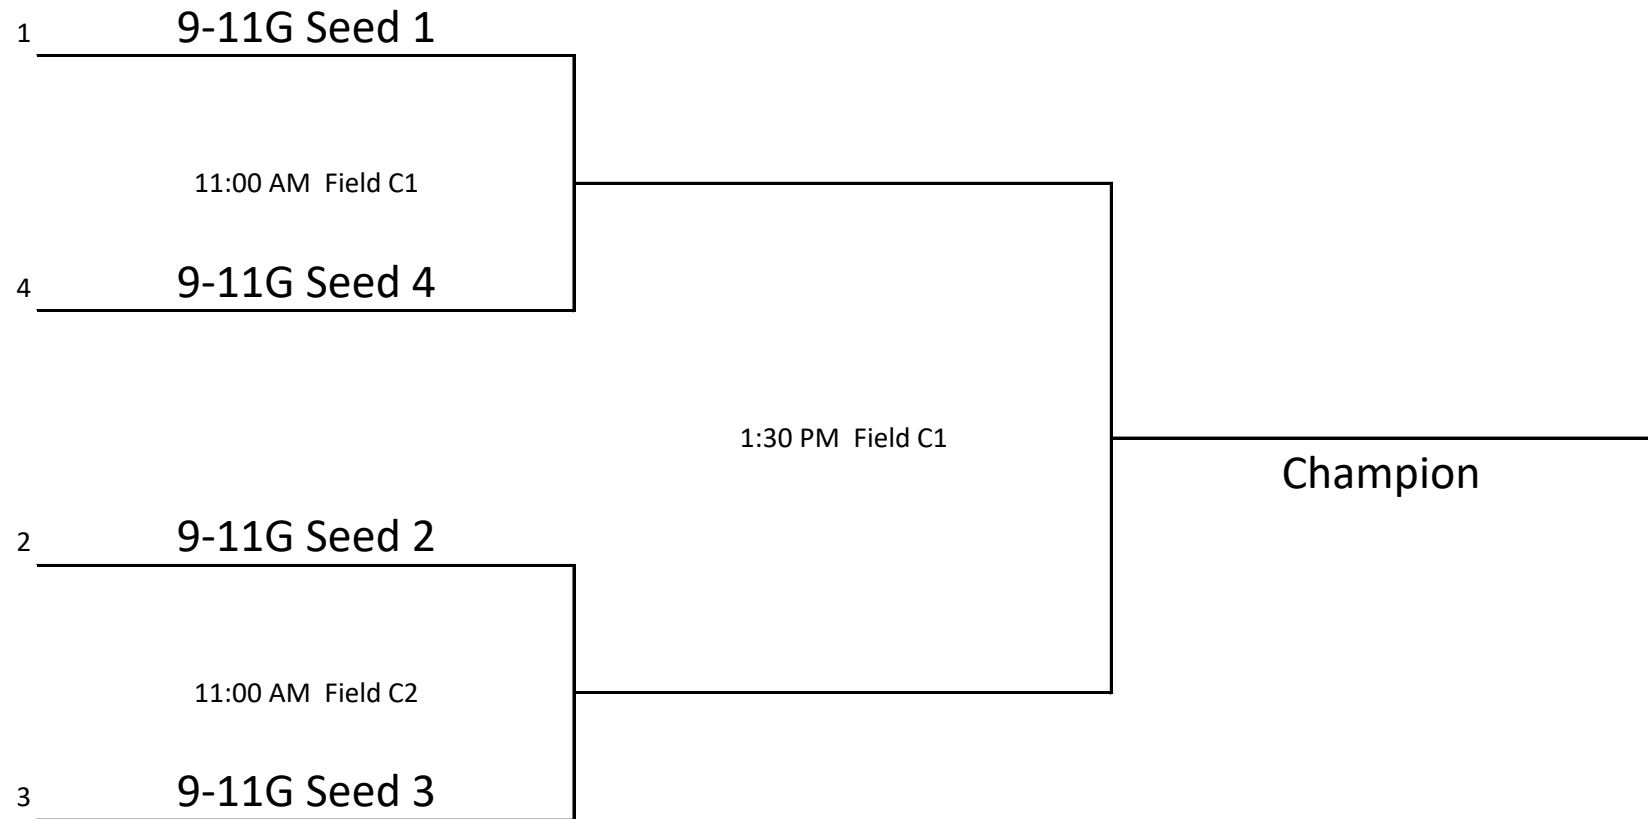 1 9-11G Seed 1
11:00 AM  Field C1
4 9-11G Seed 4
1:30 PM  Field C1
Champion
2 9-11G Seed 2
11:00 AM  Field C2
3 9-11G Seed 3